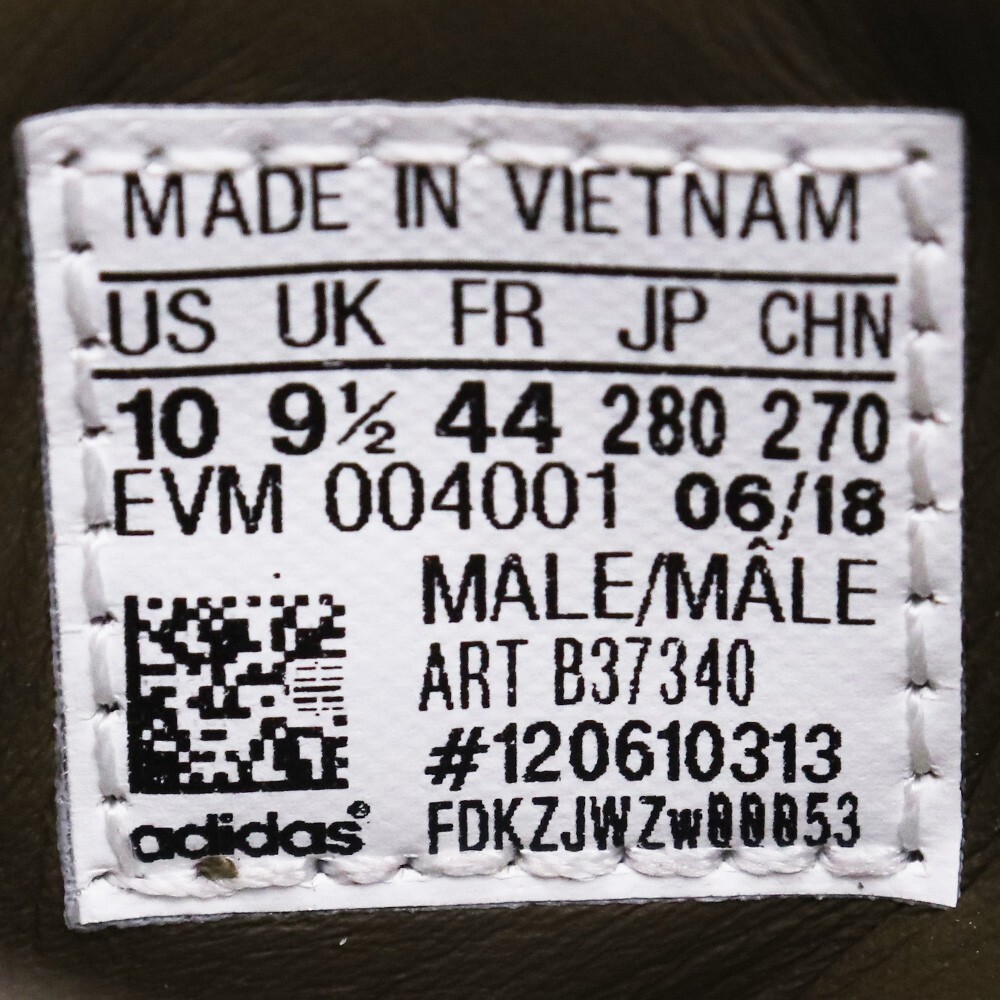 MADE IN VIETNAM
US UK FR JP CHN
10 9½ 44 280 270
EVM 004001 06/18
MALE/MÂLE
ART B37340
#120610313
adidas®